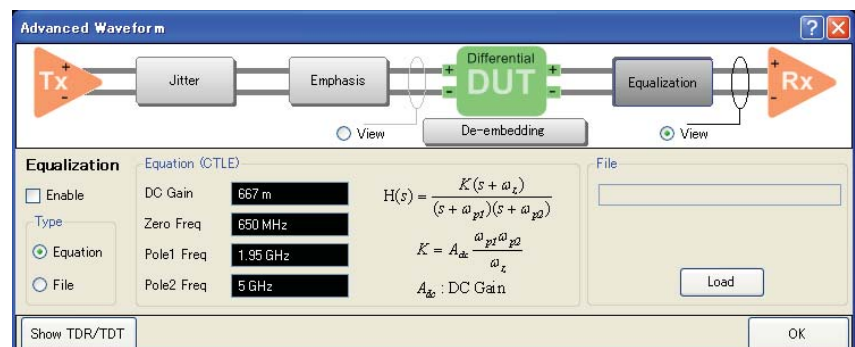 Advanced Waveform
Tx
+
-
Jitter
Emphasis
Differential
DUT
+
-
+
-
Equalization
Rx
+
-
View
De-embedding
View
Equalization
Enable
Type
Equation
File
Equation (CTLE)
DC Gain 667 m
Zero Freq 650 MHz
Pole1 Freq 1.95 GHz
Pole2 Freq 5 GHz
H(s) = K(s + ω_z) / (s + ω_p1)(s + ω_p2)
K = A_dc ω_p1 ω_p2 / ω_z
A_dc : DC Gain
File
Load
Show TDR/TDT
OK